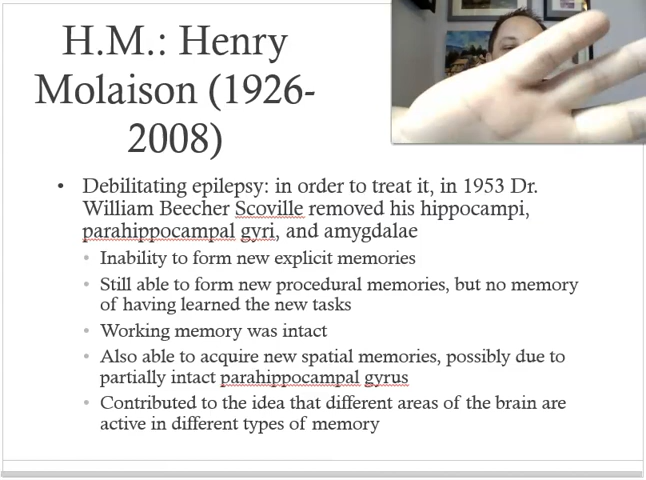 H.M.: Henry
Molaison (1926-
2008)
• Debilitating epilepsy: in order to treat it, in 1953 Dr.
William Beecher Scoville removed his hippocampi,
parahippocampal gyri, and amygdalae
• Inability to form new explicit memories
• Still able to form new procedural memories, but no memory
of having learned the new tasks
• Working memory was intact
• Also able to acquire new spatial memories, possibly due to
partially intact parahippocampal gyrus
• Contributed to the idea that different areas of the brain are
active in different types of memory